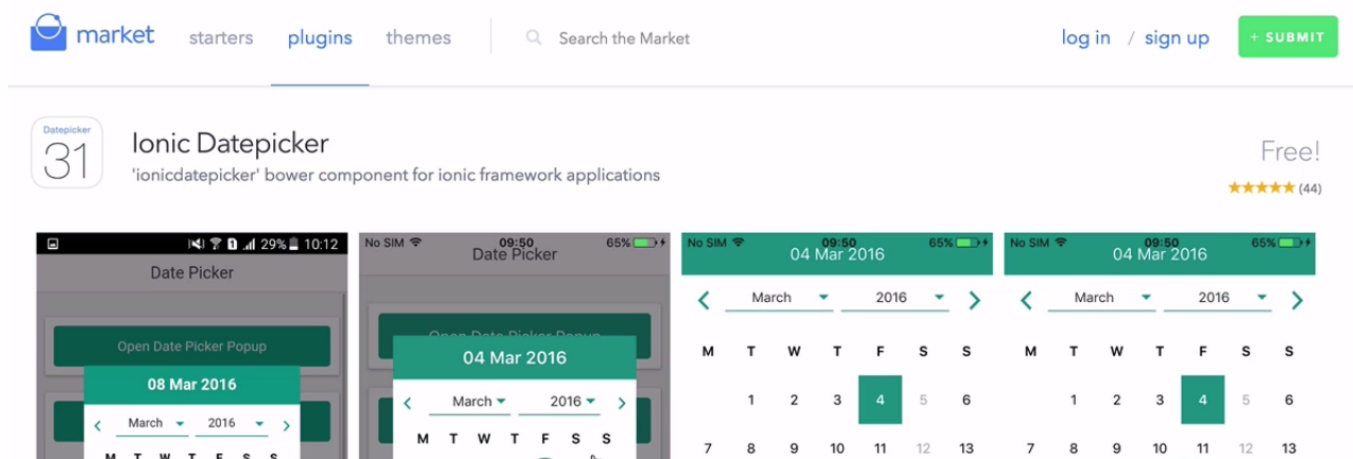 market starters plugins themes Search the Market log in / sign up + SUBMIT
Datepicker
31
Ionic Datepicker
'ionicdatepicker' bower component for ionic framework applications
Free!
(44)
29% 10:12
Date Picker
Open Date Picker Popup
08 Mar 2016
March 2016
M T W T F S S
No SIM 09:50 65%
Date Picker
Open Date Picker Popup
04 Mar 2016
March 2016
M T W T F S S
No SIM 09:50 65%
04 Mar 2016
March 2016
M T W T F S S
1 2 3 4 5 6
7 8 9 10 11 12 13
No SIM 09:50 65%
04 Mar 2016
March 2016
M T W T F S S
1 2 3 4 5 6
7 8 9 10 11 12 13